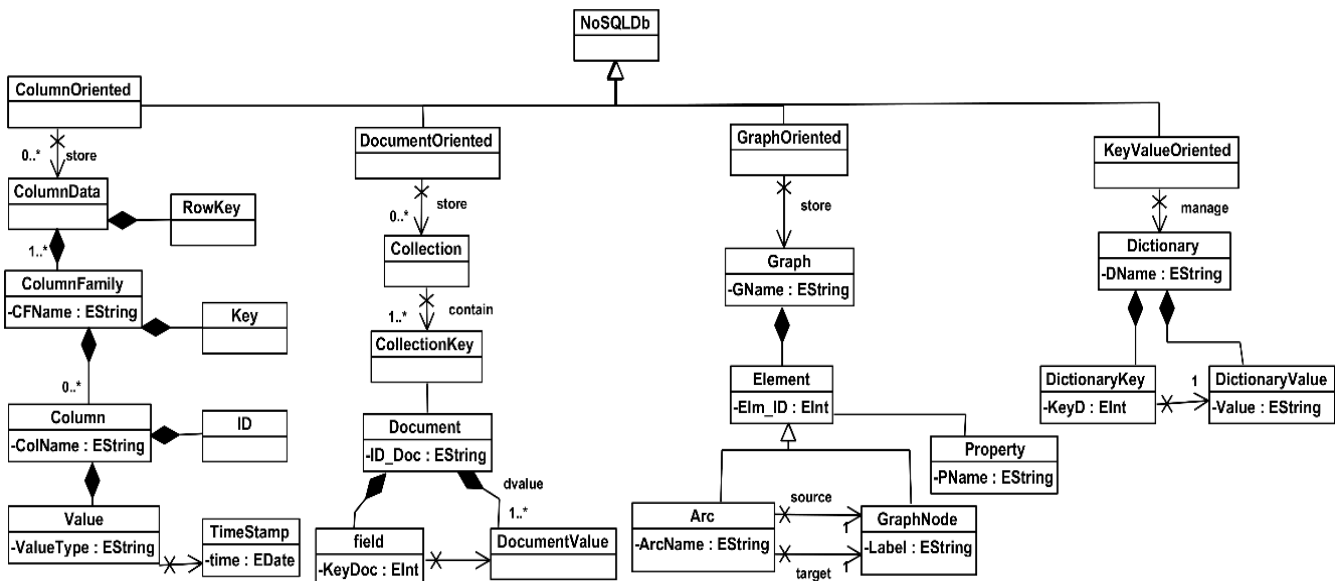 NoSQLDb
ColumnOriented
0..*
store
ColumnData
RowKey
1..*
ColumnFamily
-CFName : EString
Key
0..*
Column
-ColName : EString
ID
Value
-ValueType : EString
TimeStamp
-time : EDate
DocumentOriented
store
0..*
Collection
contain
1..*
CollectionKey
Document
-ID_Doc : EString
dvalue
1..*
field
-KeyDoc : EInt
DocumentValue
GraphOriented
store
Graph
-GName : EString
Element
-Elm_ID : EInt
Property
-PName : EString
source
1
Arc
-ArcName : EString
GraphNode
-Label : EString
target
1
KeyValueOriented
manage
Dictionary
-DName : EString
DictionaryKey
-KeyD : EInt
1
DictionaryValue
-Value : EString